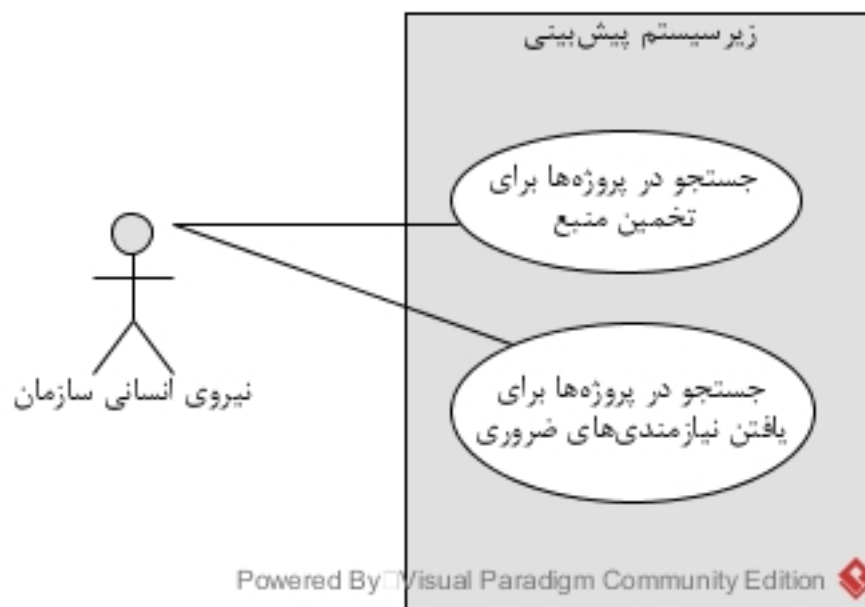 زیرسیستم پیش‌بینی
جستجو در پروژه‌ها برای
تخمین منبع
نیروی انسانی سازمان
جستجو در پروژه‌ها برای
یافتن نیازمندی‌های ضروری
Powered By Visual Paradigm Community Edition